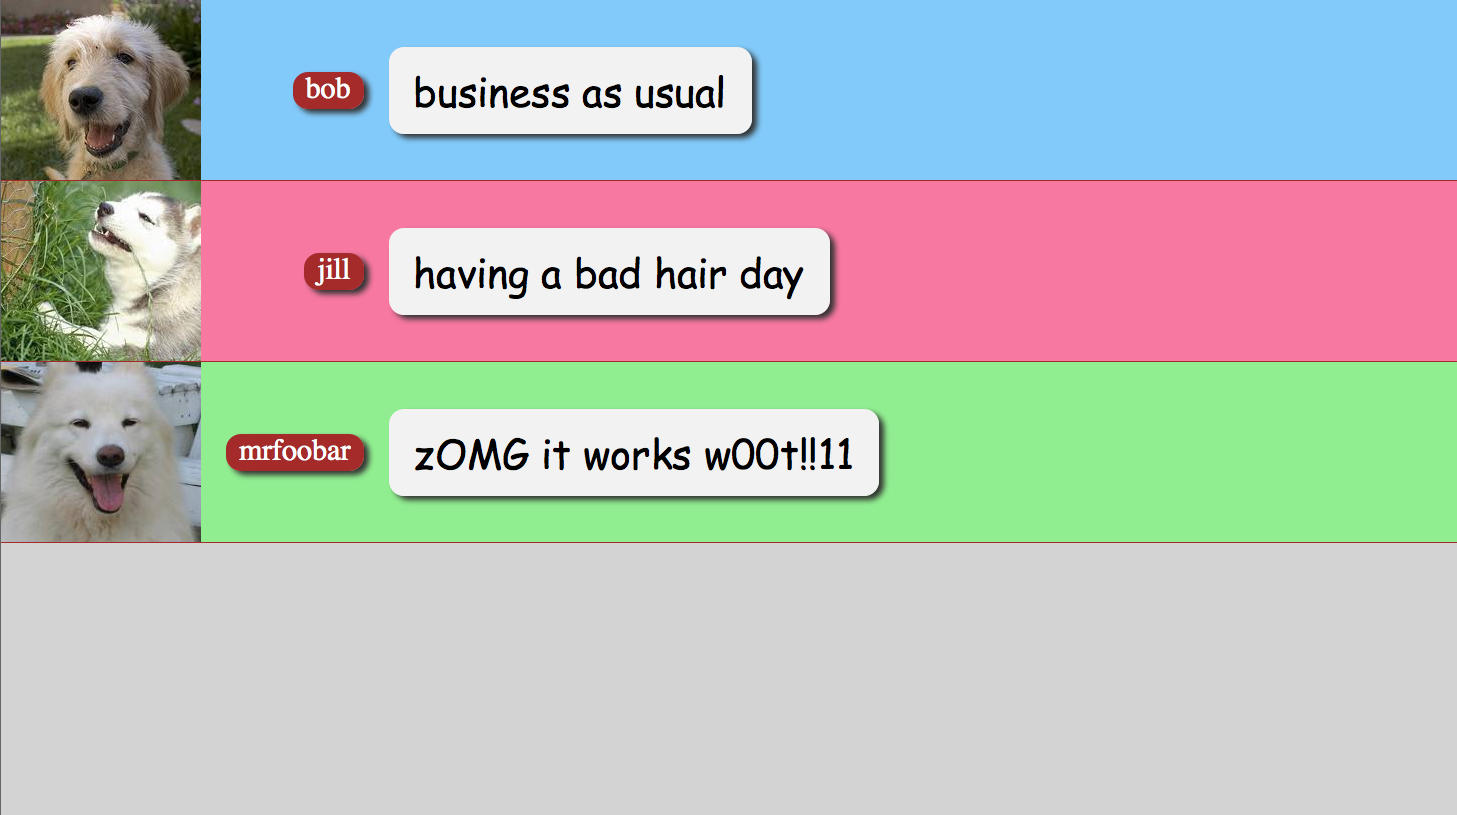 bob
business as usual
jill
having a bad hair day
mrfoobar
zOMG it works w00t!!11